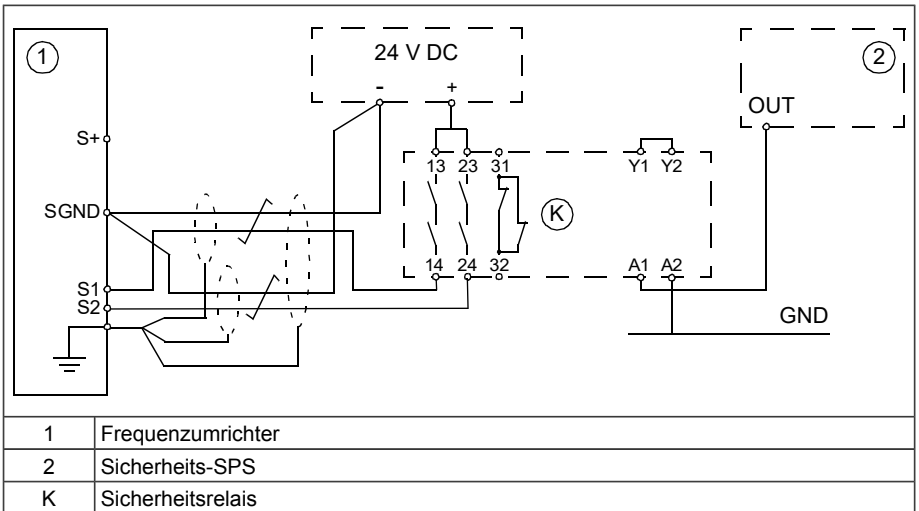 1
24 V DC
2
- +
OUT
S+
13 23 31
Y1 Y2
SGND
K
14 24 32
A1 A2
S1
S2
GND
1 Frequenzumrichter
2 Sicherheits-SPS
K Sicherheitsrelais